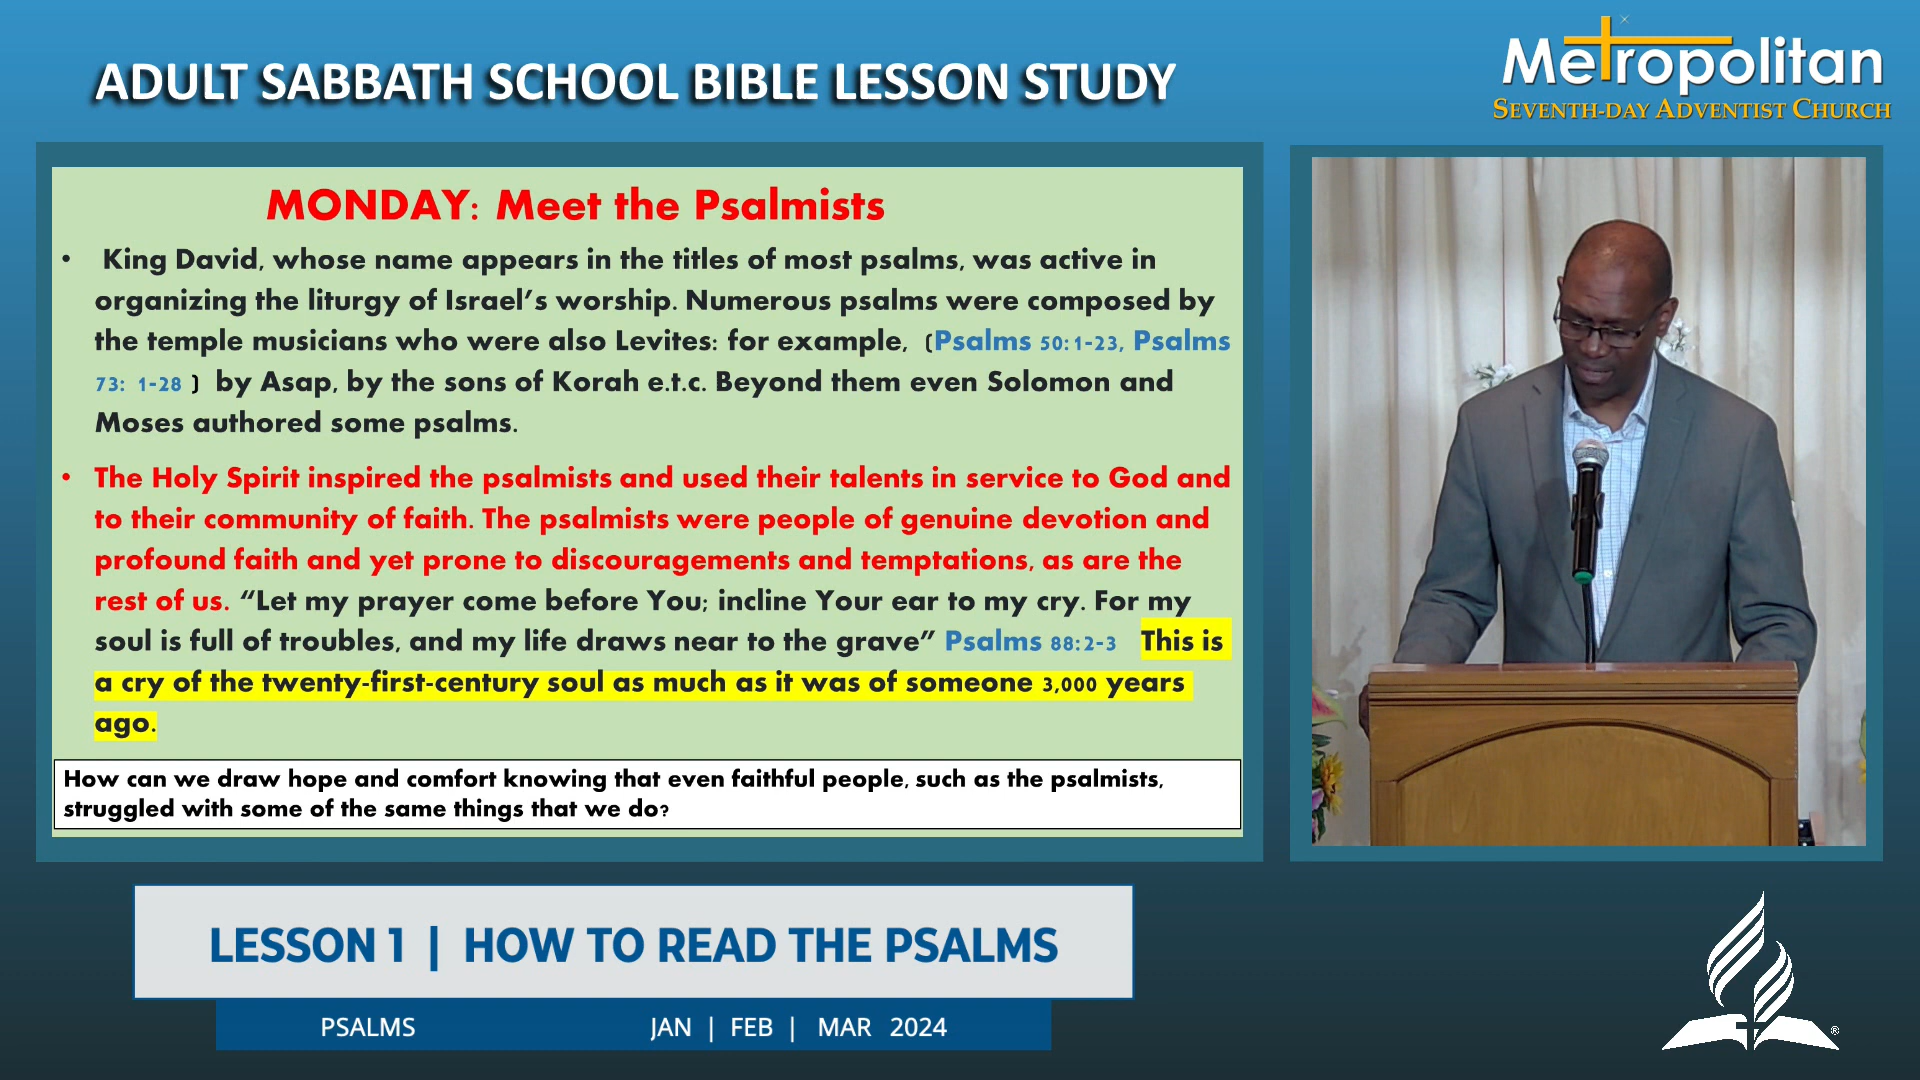 ADULT SABBATH SCHOOL BIBLE LESSON STUDY
Metropolitan
SEVENTH-DAY ADVENTIST CHURCH
MONDAY: Meet the Psalmists
• King David, whose name appears in the titles of most psalms, was active in
organizing the liturgy of Israel's worship. Numerous psalms were composed by
the temple musicians who were also Levites: for example, (Psalms 50:1-23, Psalms
73: 1-28 ) by Asap, by the sons of Korah e.t.c. Beyond them even Solomon and
Moses authored some psalms.
• The Holy Spirit inspired the psalmists and used their talents in service to God and
to their community of faith. The psalmists were people of genuine devotion and
profound faith and yet prone to discouragements and temptations, as are the
rest of us. “Let my prayer come before You; incline Your ear to my cry. For my
soul is full of troubles, and my life draws near to the grave” Psalms 88:2-3 This is
a cry of the twenty-first-century soul as much as it was of someone 3,000 years
ago.
How can we draw hope and comfort knowing that even faithful people, such as the psalmists,
struggled with some of the same things that we do?
LESSON 1 | HOW TO READ THE PSALMS
PSALMS JAN | FEB | MAR 2024
®